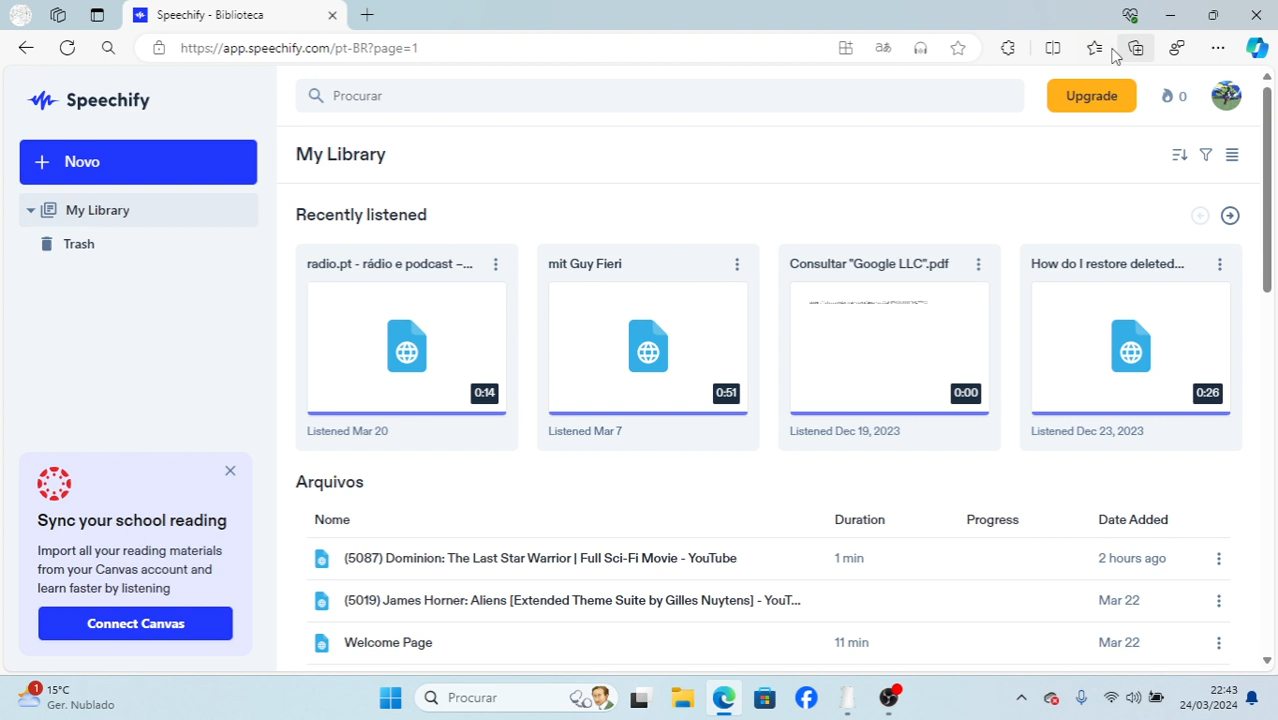 Speechify - Biblioteca
https://app.speechify.com/pt-BR?page=1
Speechify
Procurar
Upgrade
0
Novo
My Library
Trash
My Library
Recently listened
radio.pt - rádio e podcast –...
0:14
Listened Mar 20
mit Guy Fieri
0:51
Listened Mar 7
Consultar "Google LLC".pdf
0:00
Listened Dec 19, 2023
How do I restore deleted...
0:26
Listened Dec 23, 2023
Arquivos
Nome Duration Progress Date Added
(5087) Dominion: The Last Star Warrior | Full Sci-Fi Movie - YouTube 1 min 2 hours ago
(5019) James Horner: Aliens [Extended Theme Suite by Gilles Nuytens] - YouT... Mar 22
Welcome Page 11 min Mar 22
Sync your school reading
Import all your reading materials
from your Canvas account and
learn faster by listening
Connect Canvas
1
15°C
Ger. Nublado
Procurar
22:43
24/03/2024